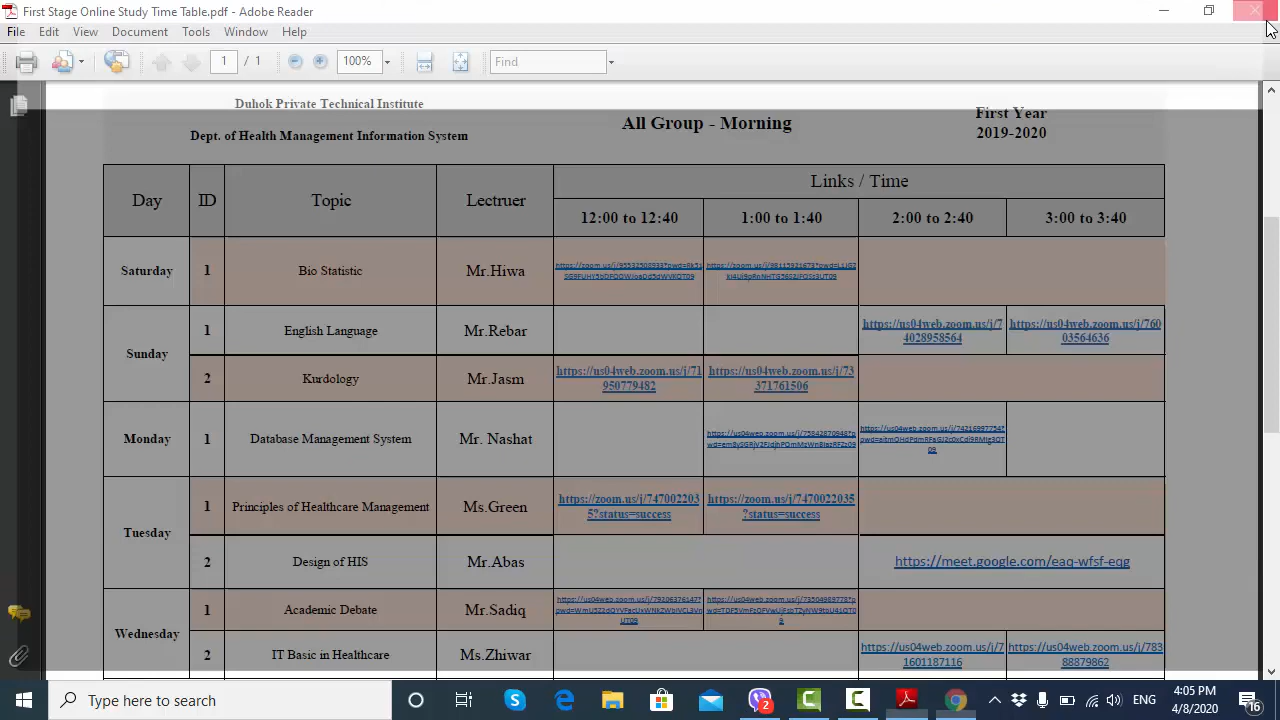 First Stage Online Study Time Table.pdf - Adobe Reader
File Edit View Document Tools Window Help
1 / 1 100% Find
Duhok Private Technical Institute
Dept. of Health Management Information System
All Group - Morning
First Year
2019-2020
Day ID Topic Lectruer Links / Time
12:00 to 12:40 1:00 to 1:40 2:00 to 2:40 3:00 to 3:40
Saturday 1 Bio Statistic Mr.Hiwa
Sunday
1 English Language Mr.Rebar
https://us04web.zoom.us/j/7
4028958564
https://us04web.zoom.us/j/760
03564636
2 Kurdology Mr.Jasm
https://us04web.zoom.us/j/71
950779482
https://us04web.zoom.us/j/73
371761506
Monday 1 Database Management System Mr. Nashat
Tuesday
1 Principles of Healthcare Management Ms.Green
https://zoom.us/j/747002203
5?status=success
https://zoom.us/j/7470022035
?status=success
2 Design of HIS Mr.Abas https://meet.google.com/eaq-wfsf-eqg
Wednesday
1 Academic Debate Mr.Sadiq
2 IT Basic in Healthcare Ms.Zhiwar
https://us04web.zoom.us/j/7
1601187116
https://us04web.zoom.us/j/783
88879862
Type here to search
2
ENG
4:05 PM
4/8/2020
16